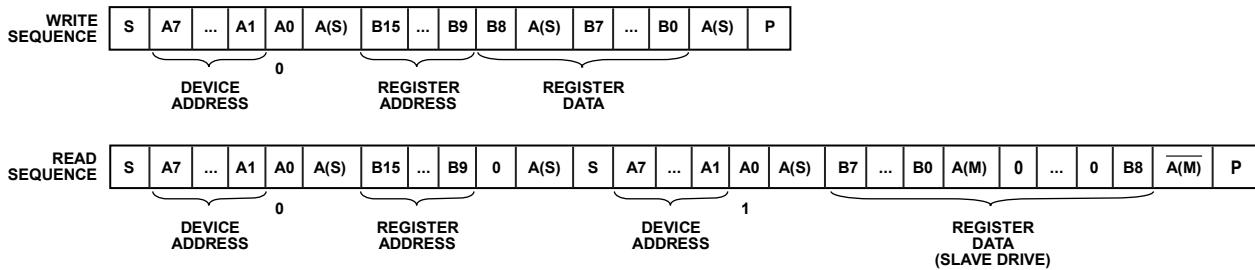 WRITE
SEQUENCE
S A7 ... A1 A0 A(S) B15 ... B9 B8 A(S) B7 ... B0 A(S) P
0
DEVICE
ADDRESS
REGISTER
ADDRESS
REGISTER
DATA
READ
SEQUENCE
S A7 ... A1 A0 A(S) B15 ... B9 0 A(S) S A7 ... A1 A0 A(S) B7 ... B0 A(M) 0 ... 0 B8 A(M) P
0 1
DEVICE
ADDRESS
REGISTER
ADDRESS
DEVICE
ADDRESS
REGISTER
DATA
(SLAVE DRIVE)